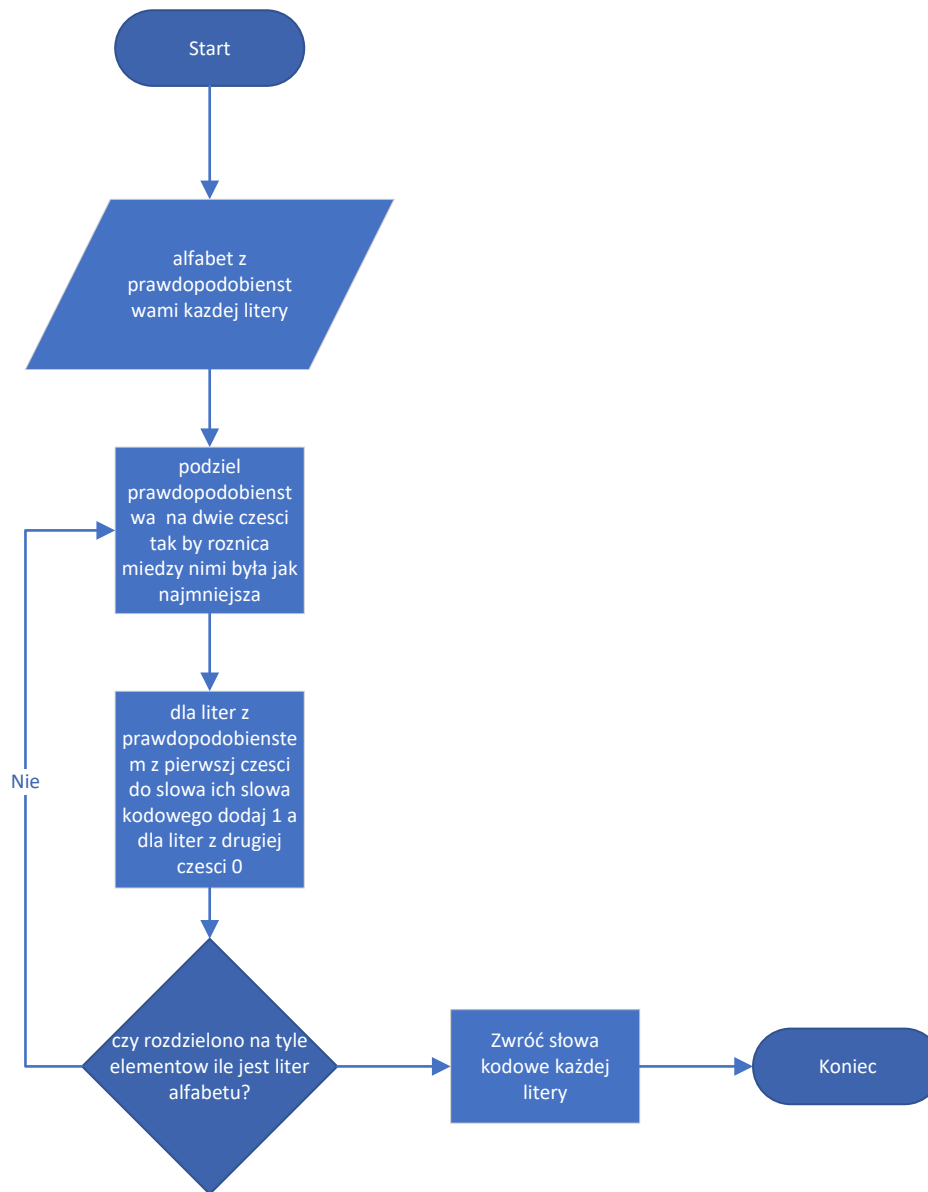 Start
alfabet z
prawdopodobienst
wami kazdej litery
podziel
prawdopodobienst
wa  na dwie czesci
tak by roznica
miedzy nimi była jak
najmniejsza
dla liter z
prawdopodobienste
m z pierwszj czesci
do slowa ich slowa
kodowego dodaj 1 a
dla liter z drugiej
czesci 0
Nie
czy rozdzielono na tyle
elementow ile jest liter
alfabetu?
Zwróć słowa
kodowe każdej
litery
Koniec